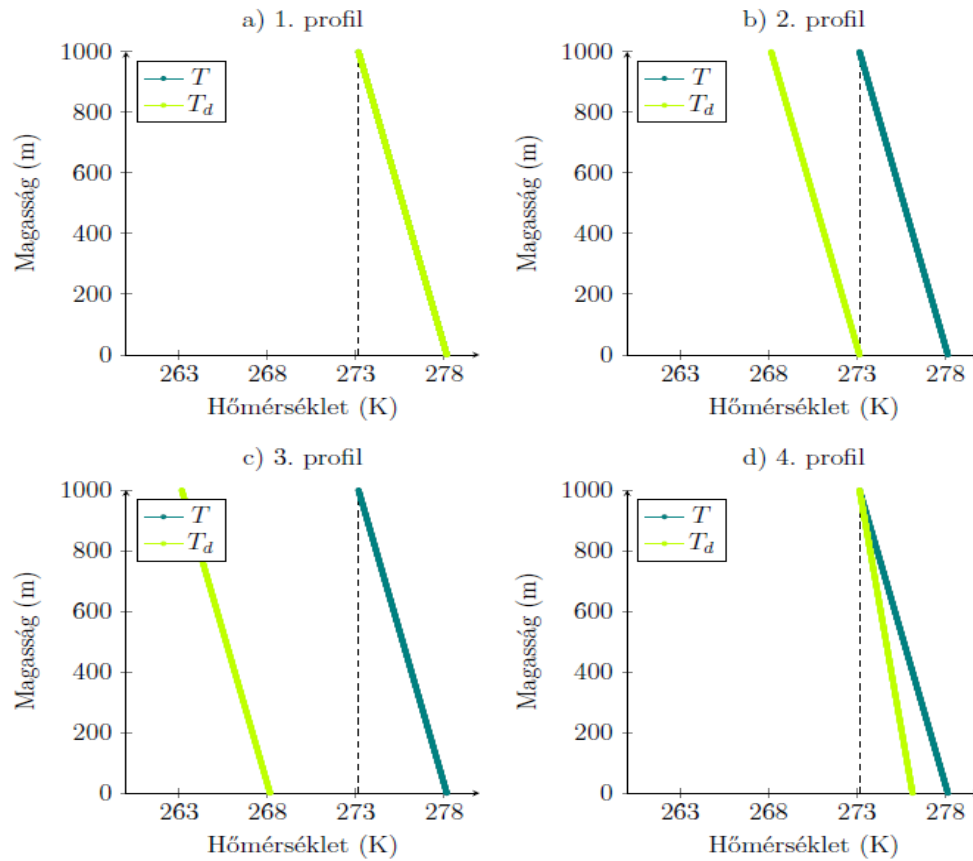 a) 1. profil
1000
800
600
400
200
0
Magasság (m)
T
T_d
263 268 273 278
Hőmérséklet (K)
b) 2. profil
1000
800
600
400
200
0
Magasság (m)
T
T_d
263 268 273 278
Hőmérséklet (K)
c) 3. profil
1000
800
600
400
200
0
Magasság (m)
T
T_d
263 268 273 278
Hőmérséklet (K)
d) 4. profil
1000
800
600
400
200
0
Magasság (m)
T
T_d
263 268 273 278
Hőmérséklet (K)